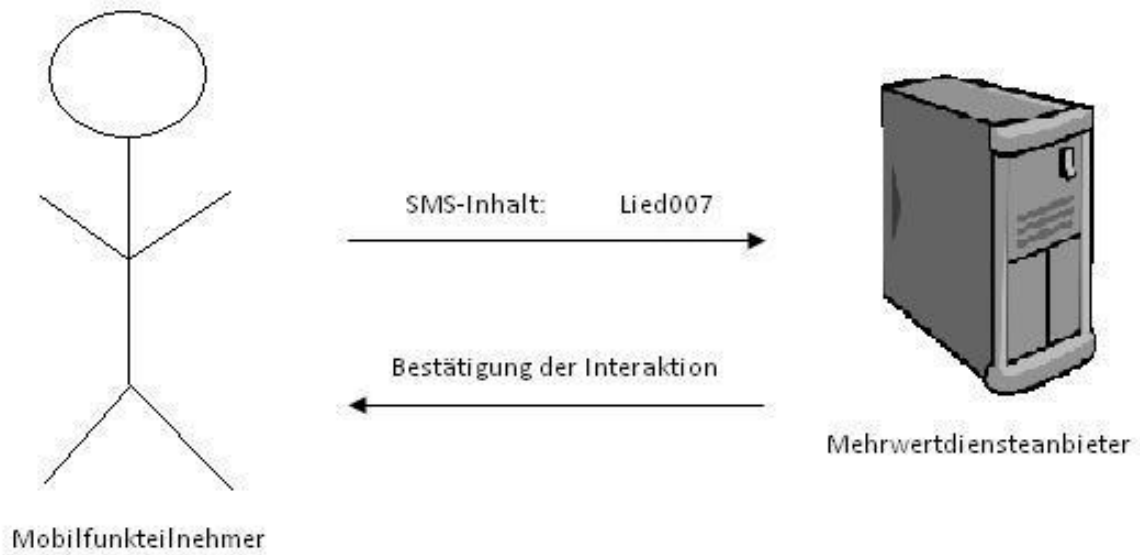 SMS-Inhalt: Lied007
Bestätigung der Interaktion
Mehrwertdiensteanbieter
Mobilfunkteilnehmer